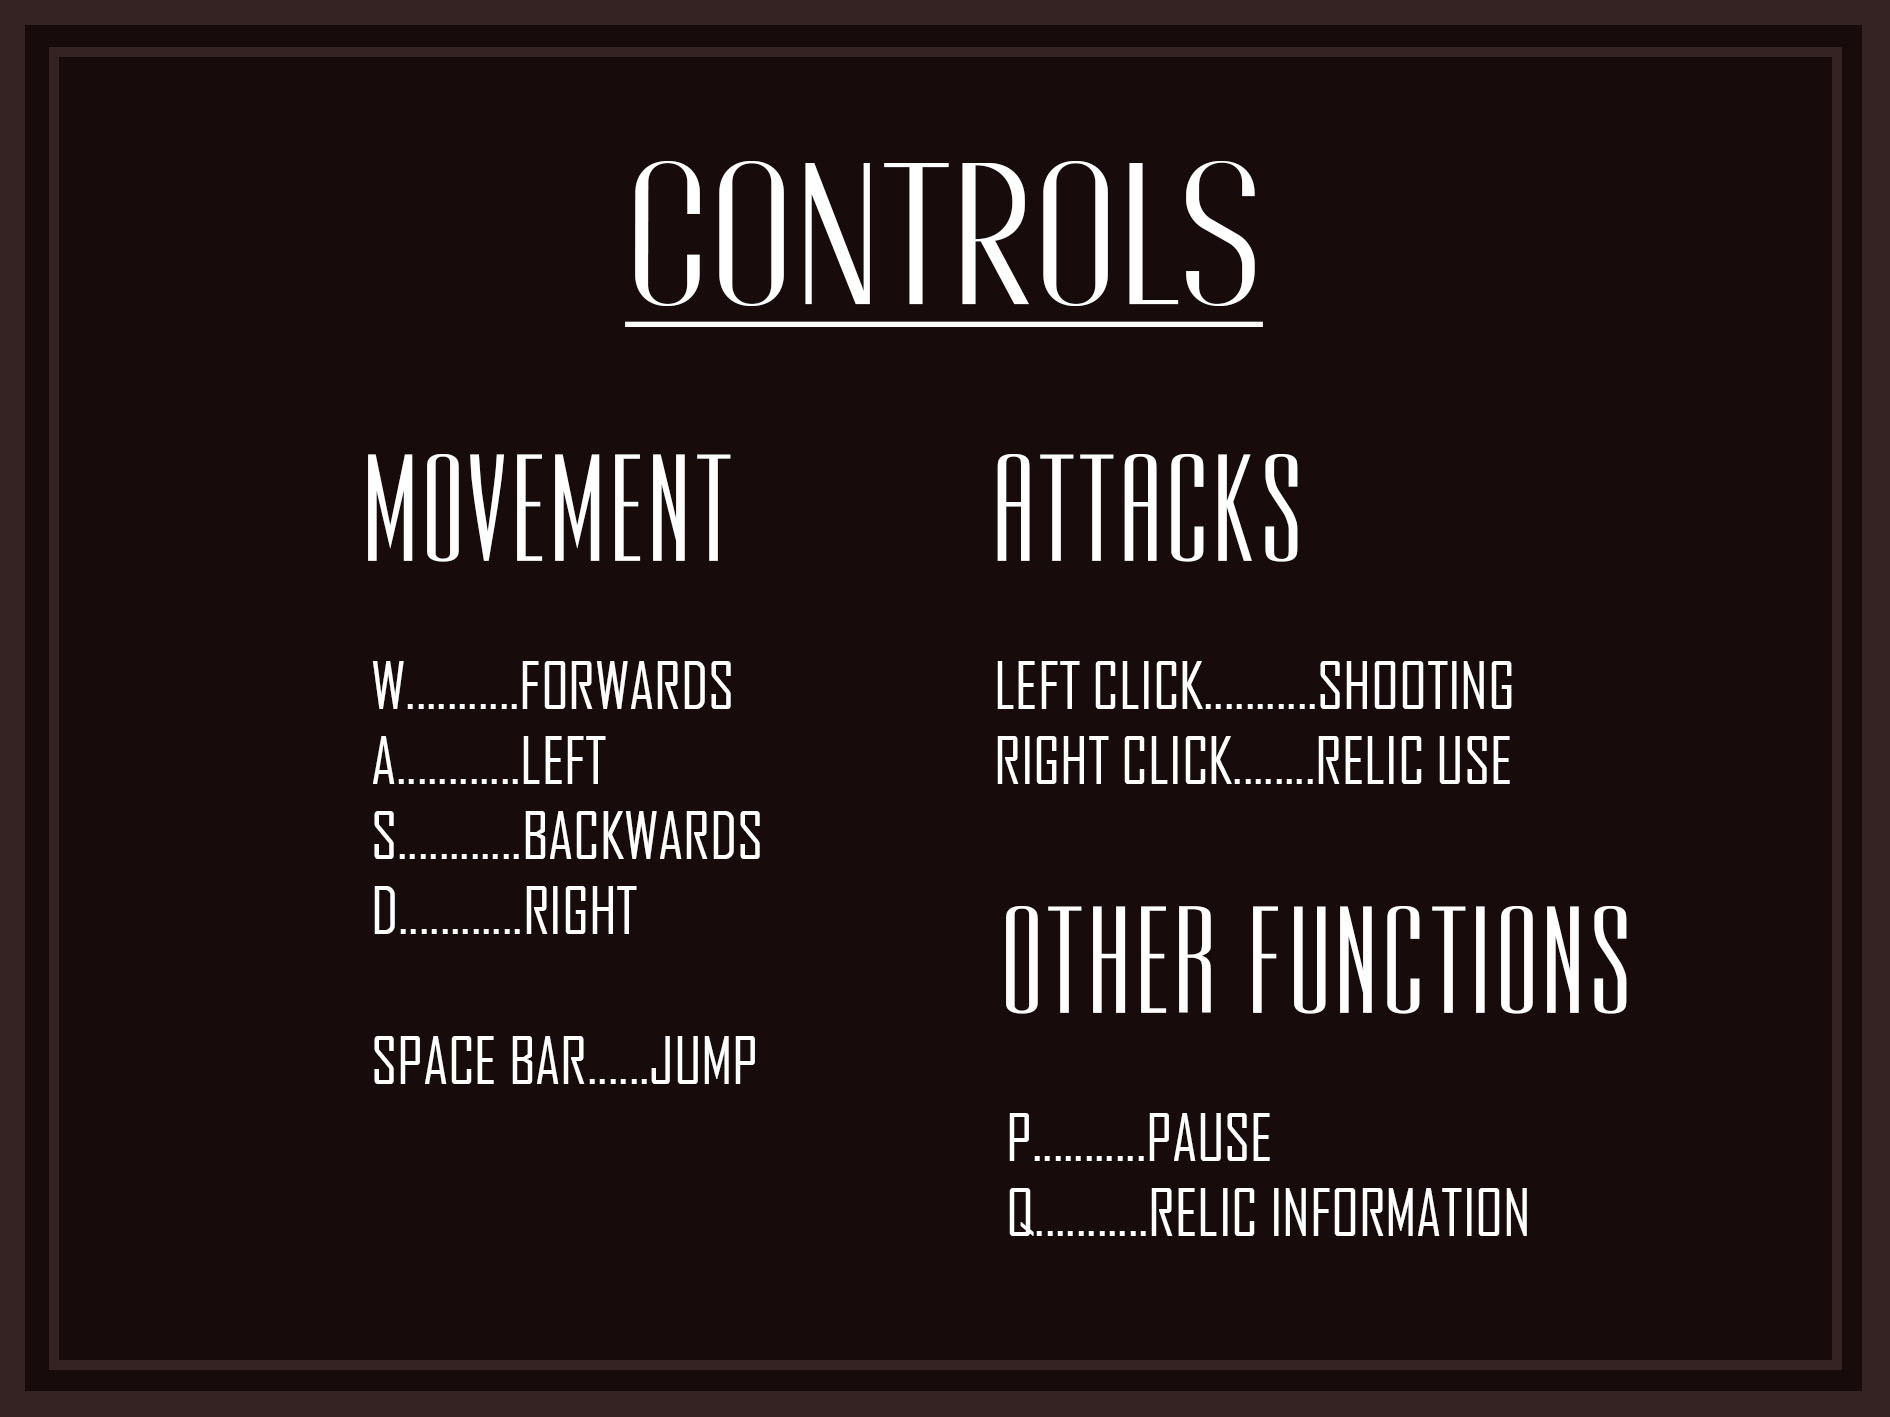 CONTROLS
MOVEMENT
W...........FORWARDS
A............LEFT
S............BACKWARDS
D............RIGHT
SPACE BAR......JUMP
ATTACKS
LEFT CLICK...........SHOOTING
RIGHT CLICK........RELIC USE
OTHER FUNCTIONS
P...........PAUSE
Q...........RELIC INFORMATION